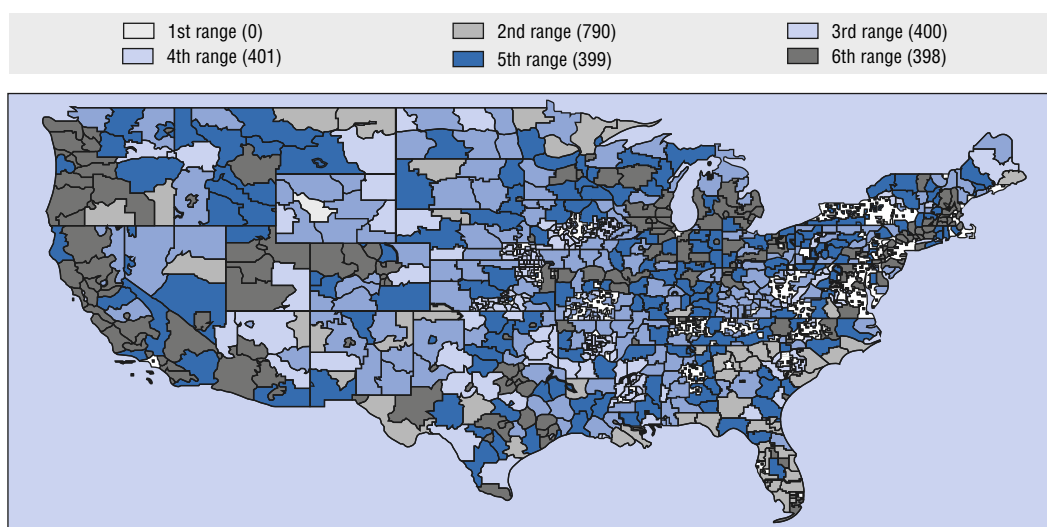 1st range (0) 2nd range (790) 3rd range (400)
4th range (401) 5th range (399) 6th range (398)